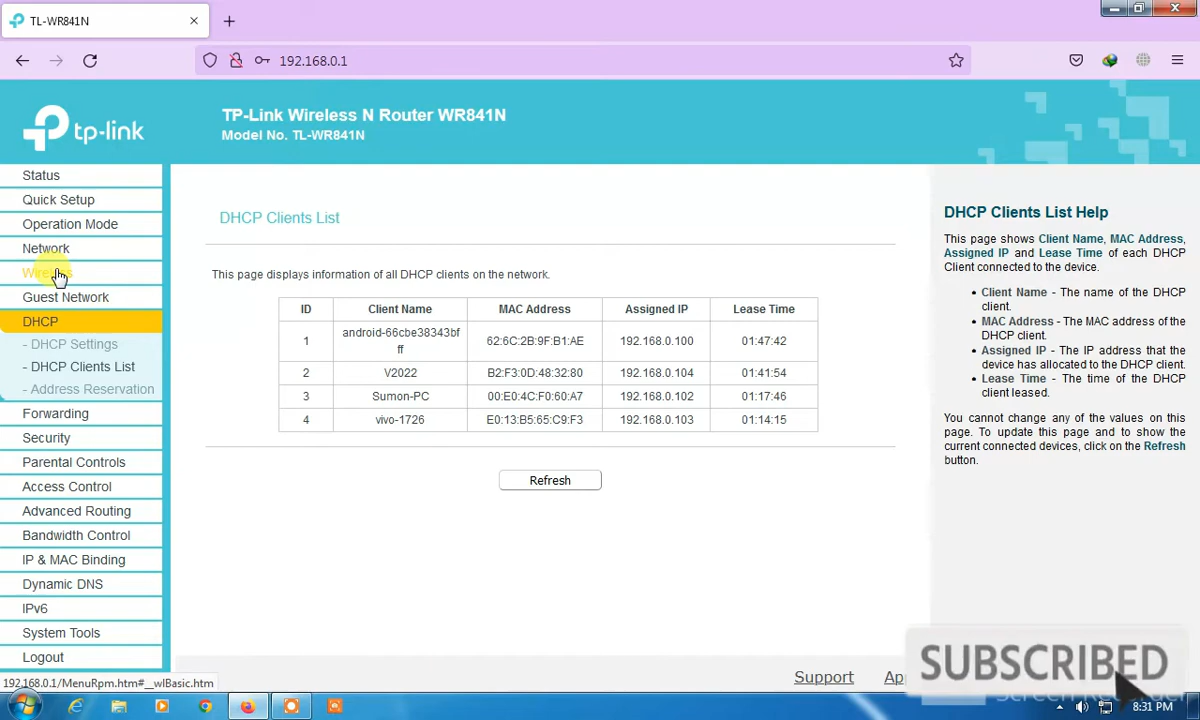 TL-WR841N
192.168.0.1
tp-link
TP-Link Wireless N Router WR841N
Model No. TL-WR841N
Status
Quick Setup
Operation Mode
Network
Wireless
Guest Network
DHCP
- DHCP Settings
- DHCP Clients List
- Address Reservation
Forwarding
Security
Parental Controls
Access Control
Advanced Routing
Bandwidth Control
IP & MAC Binding
Dynamic DNS
IPv6
System Tools
Logout
DHCP Clients List
This page displays information of all DHCP clients on the network.
ID Client Name MAC Address Assigned IP Lease Time
1 android-66cbe38343bf
ff 62:6C:2B:9F:B1:AE 192.168.0.100 01:47:42
2 V2022 B2:F3:0D:48:32:80 192.168.0.104 01:41:54
3 Sumon-PC 00:E0:4C:F0:60:A7 192.168.0.102 01:17:46
4 vivo-1726 E0:13:B5:65:C9:F3 192.168.0.103 01:14:15
Refresh
DHCP Clients List Help
This page shows Client Name, MAC Address,
Assigned IP and Lease Time of each DHCP
Client connected to the device.
• Client Name - The name of the DHCP
client.
• MAC Address - The MAC address of the
DHCP client.
• Assigned IP - The IP address that the
device has allocated to the DHCP client.
• Lease Time - The time of the DHCP
client leased.
You cannot change any of the values on this
page. To update this page and to show the
current connected devices, click on the Refresh
button.
Support
SUBSCRIBED
192.168.0.1/MenuRpm.htm#__wlBasic.htm
8:31 PM